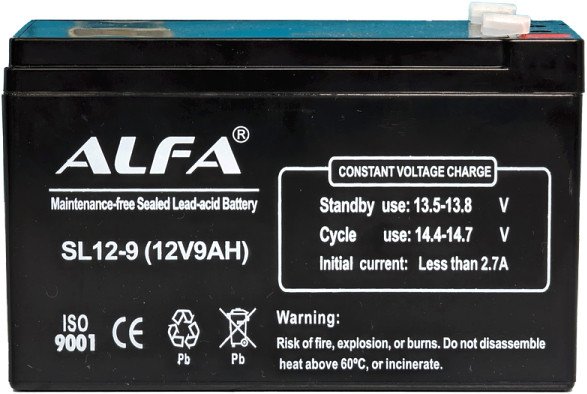 ALFA®
Maintenance-free Sealed Lead-acid Battery
SL12-9 (12V9AH)
CONSTANT VOLTAGE CHARGE
Standby use: 13.5-13.8 V
Cycle use: 14.4-14.7 V
Initial current: Less than 2.7A
ISO
9001
CE
Pb
Pb
Warning:
Risk of fire, explosion, or burns. Do not disassemble
heat above 60ºC, or incinerate.